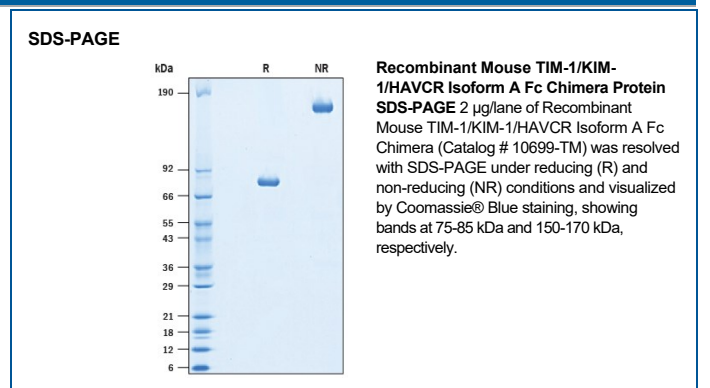 SDS-PAGE
kDa R NR
190
92
66
55
43
36
29
21
18
12
6
Recombinant Mouse TIM-1/KIM-
1/HAVCR Isoform A Fc Chimera Protein
SDS-PAGE 2 µg/lane of Recombinant
Mouse TIM-1/KIM-1/HAVCR Isoform A Fc
Chimera (Catalog # 10699-TM) was resolved
with SDS-PAGE under reducing (R) and
non-reducing (NR) conditions and visualized
by Coomassie® Blue staining, showing
bands at 75-85 kDa and 150-170 kDa,
respectively.